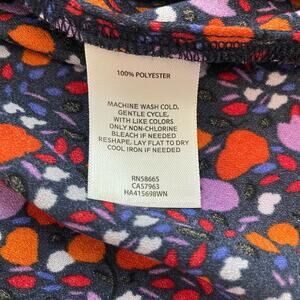 100% POLYESTER
MACHINE WASH COLD,
GENTLE CYCLE,
WITH LIKE COLORS
ONLY NON-CHLORINE
BLEACH IF NEEDED
RESHAPE, LAY FLAT TO DRY
COOL IRON IF NEEDED
RN58665
CA57963
HA415698WN